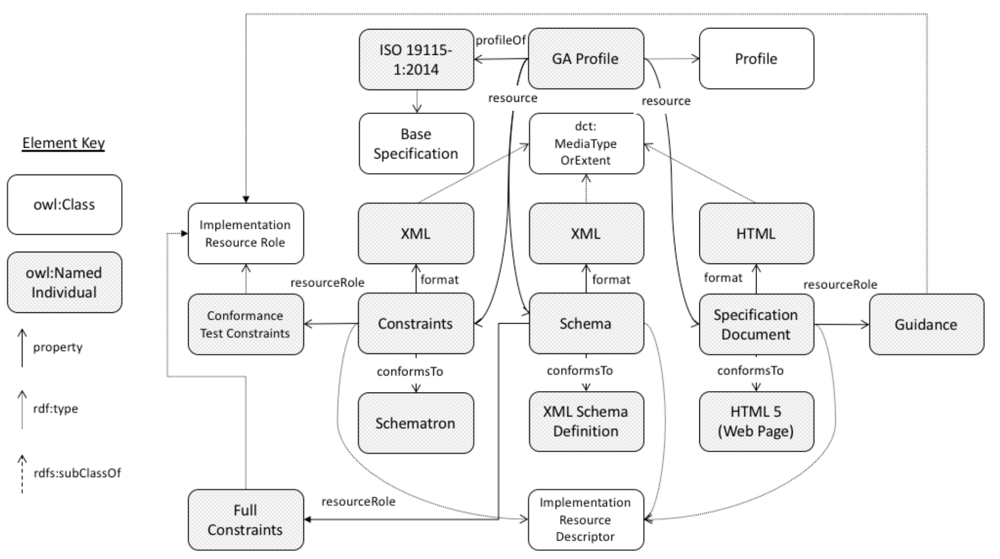 profileOf
ISO 19115-
1:2014
GA Profile
Profile
resource
resource
Base
Specification
dct:
MediaType
OrExtent
Element Key
owl:Class
owl:Named
Individual
property
rdf:type
rdfs:subClassOf
Implementation
Resource Role
XML
XML
HTML
resourceRole
format
format
format
resourceRole
Conformance
Test Constraints
Constraints
Schema
Specification
Document
Guidance
conformsTo
conformsTo
conformsTo
Schematron
XML Schema
Definition
HTML 5
(Web Page)
resourceRole
Full
Constraints
Implementation
Resource
Descriptor